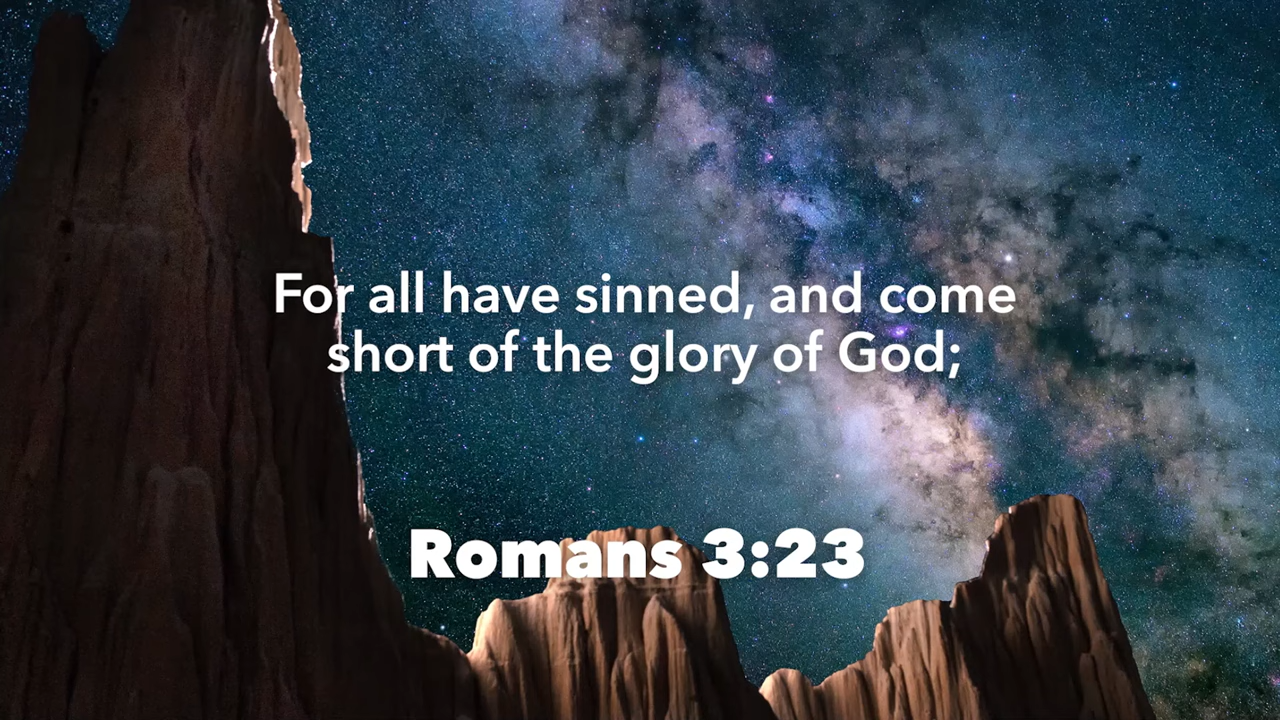 For all have sinned, and come
short of the glory of God;
Romans 3:23